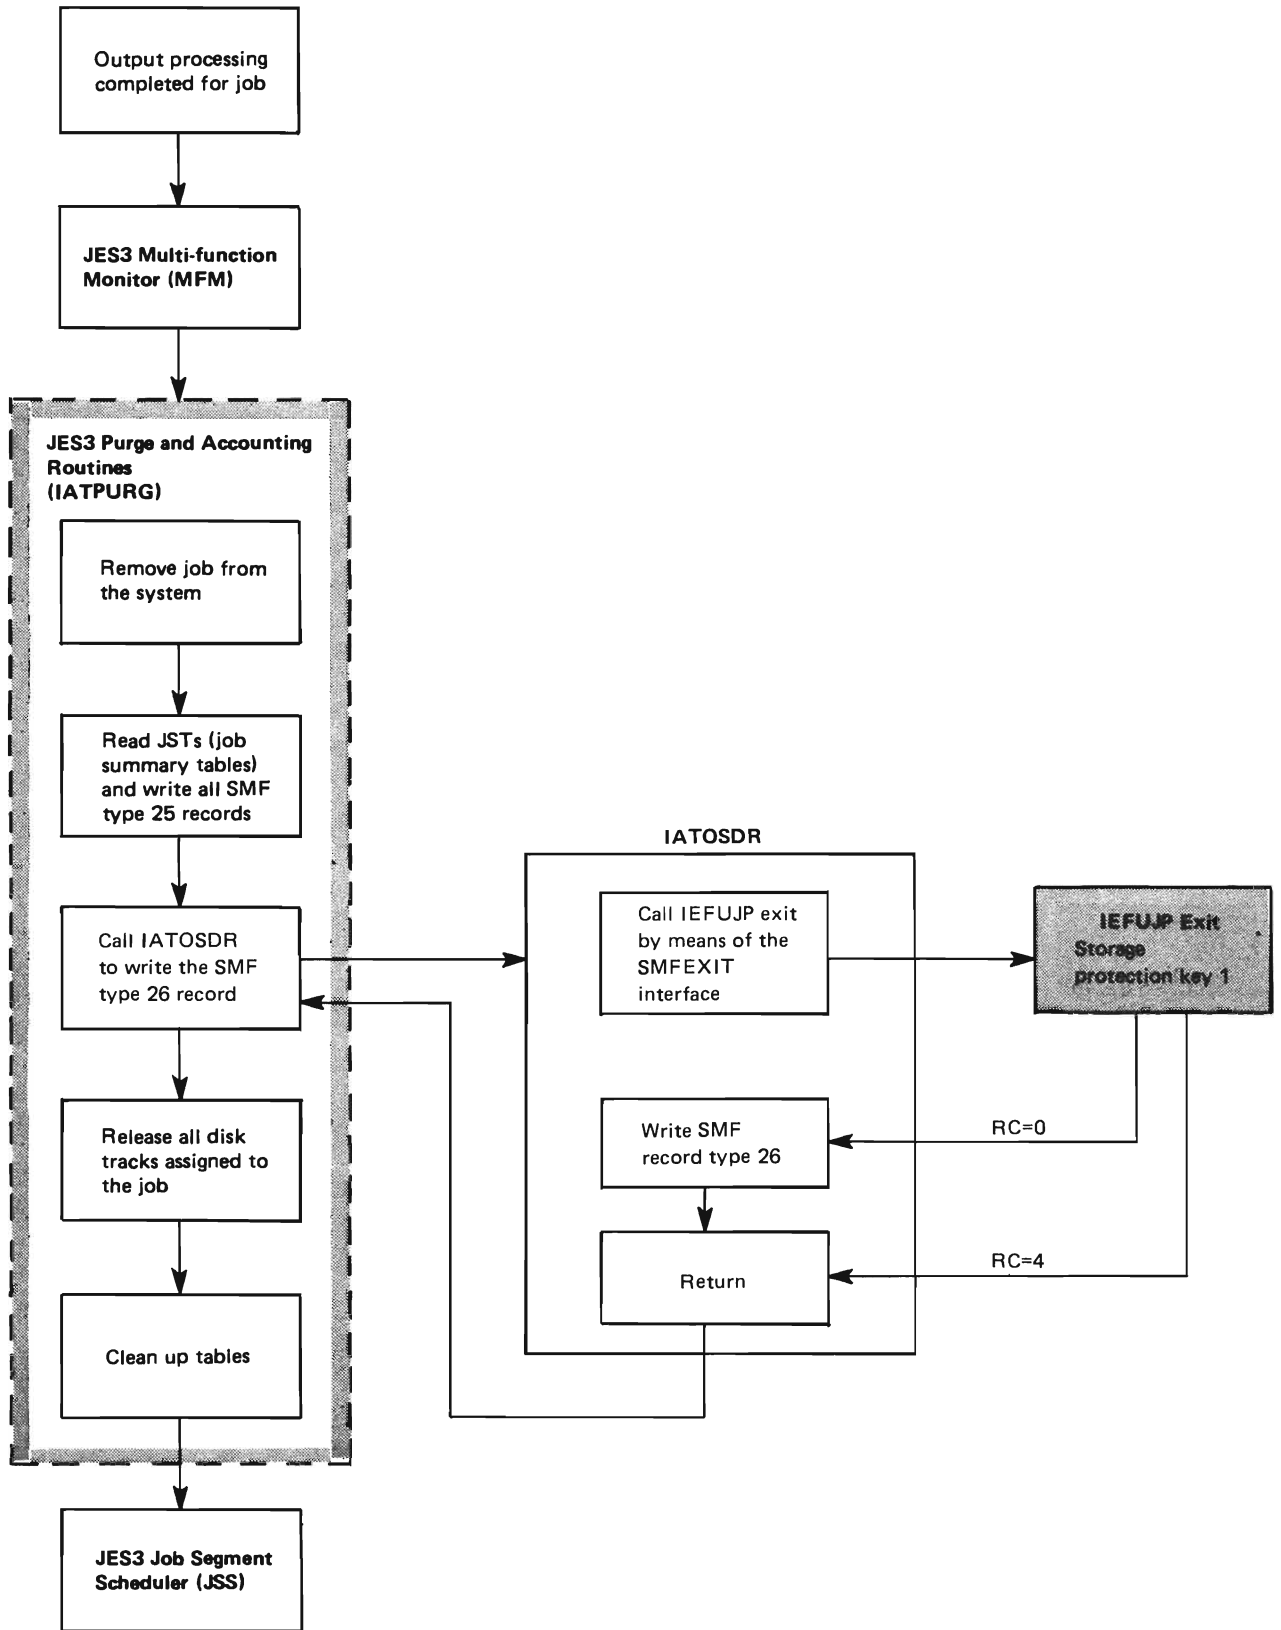 Output processing
completed for job
JES3 Multi-function
Monitor (MFM)
JES3 Purge and Accounting
Routines
(IATPURG)
Remove job from
the system
Read JSTs (job
summary tables)
and write all SMF
type 25 records
Call IATOSDR
to write the SMF
type 26 record
Release all disk
tracks assigned to
the job
Clean up tables
JES3 Job Segment
Scheduler (JSS)
IATOSDR
Call IEFUJP exit
by means of the
SMFEXIT
interface
Write SMF
record type 26
Return
IEFUJP Exit
Storage
protection key 1
RC=0
RC=4